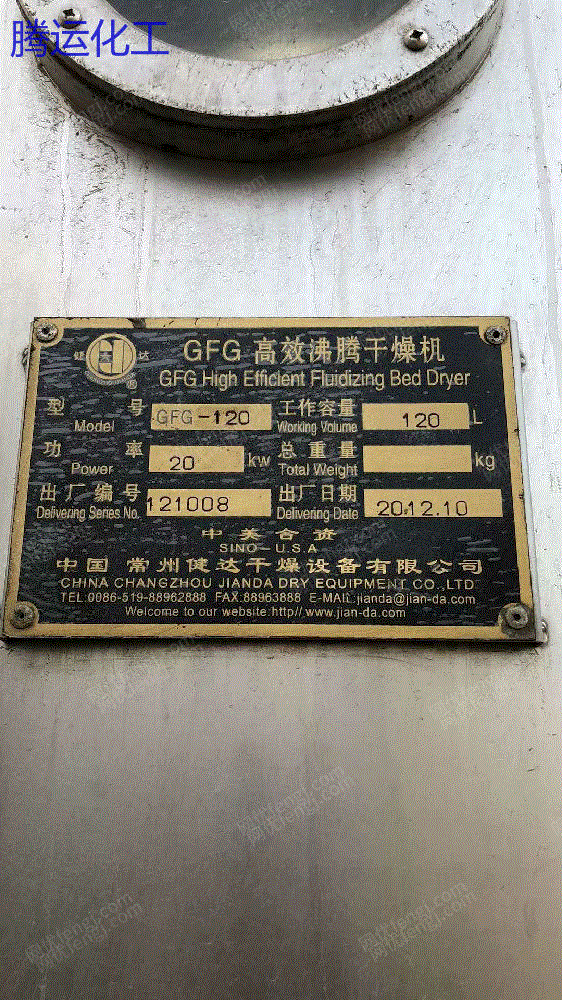 腾运化工
健 达
®
GFG 高效沸腾干燥机
GFG High Efficient Fluidizing Bed Dryer
型 号 GFG-120 工作容量 120 L
Model Working Volume
功 率 20 kw 总重量 kg
Power Total Weight
出厂编号 121008 出厂日期 2012.10
Delivering Series No. Delivering Date
中美合资
SINO-U.S.A
中国 常州健达干燥设备有限公司
CHINA CHANGZHOU JIANDA DRY EQUIPMENT CO.,LTD
TEL:0086-519-88962888 FAX:88963888 E-MAIL:jianda@jian-da.com
Welcome to our website:http//www.jian-da.com